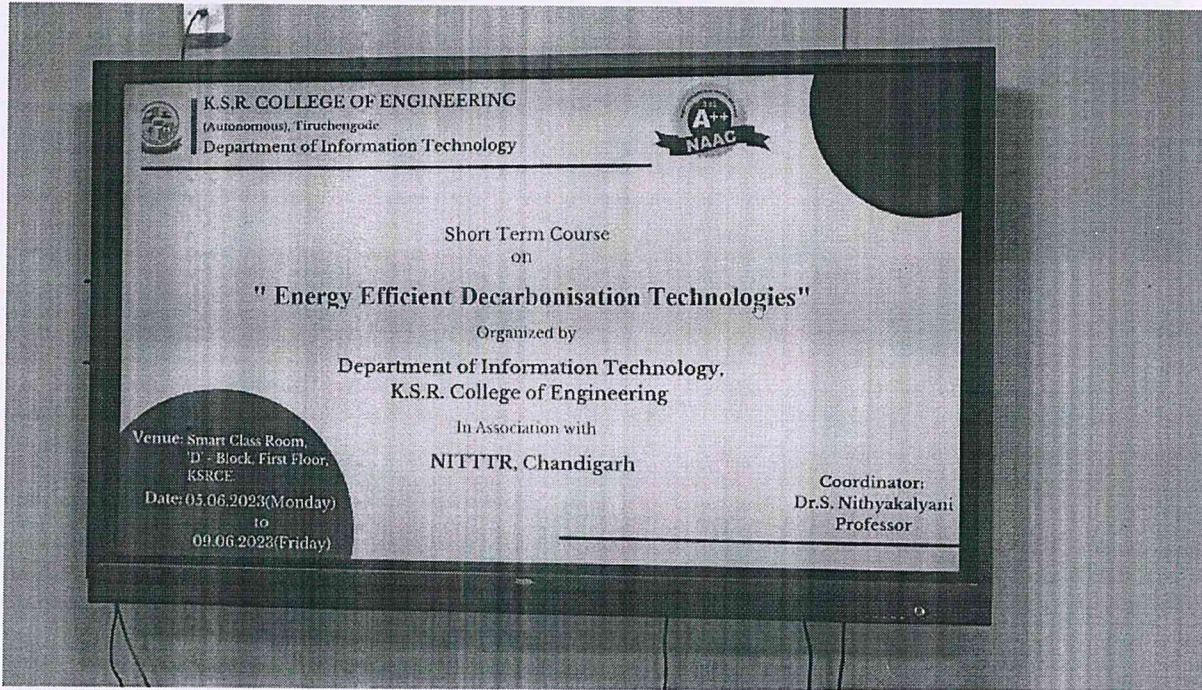 K.S.R. COLLEGE OF ENGINEERING
(Autonomous), Tiruchengode
Department of Information Technology
A++
NAAC
Short Term Course
on
" Energy Efficient Decarbonisation Technologies"
Organized by
Department of Information Technology,
K.S.R. College of Engineering
In Association with
NITTTR, Chandigarh
Venue: Smart Class Room,
'D' - Block, First Floor,
KSRCE.
Date: 05.06.2023(Monday)
to
09.06.2023(Friday)
Coordinator:
Dr.S. Nithyakalyani
Professor